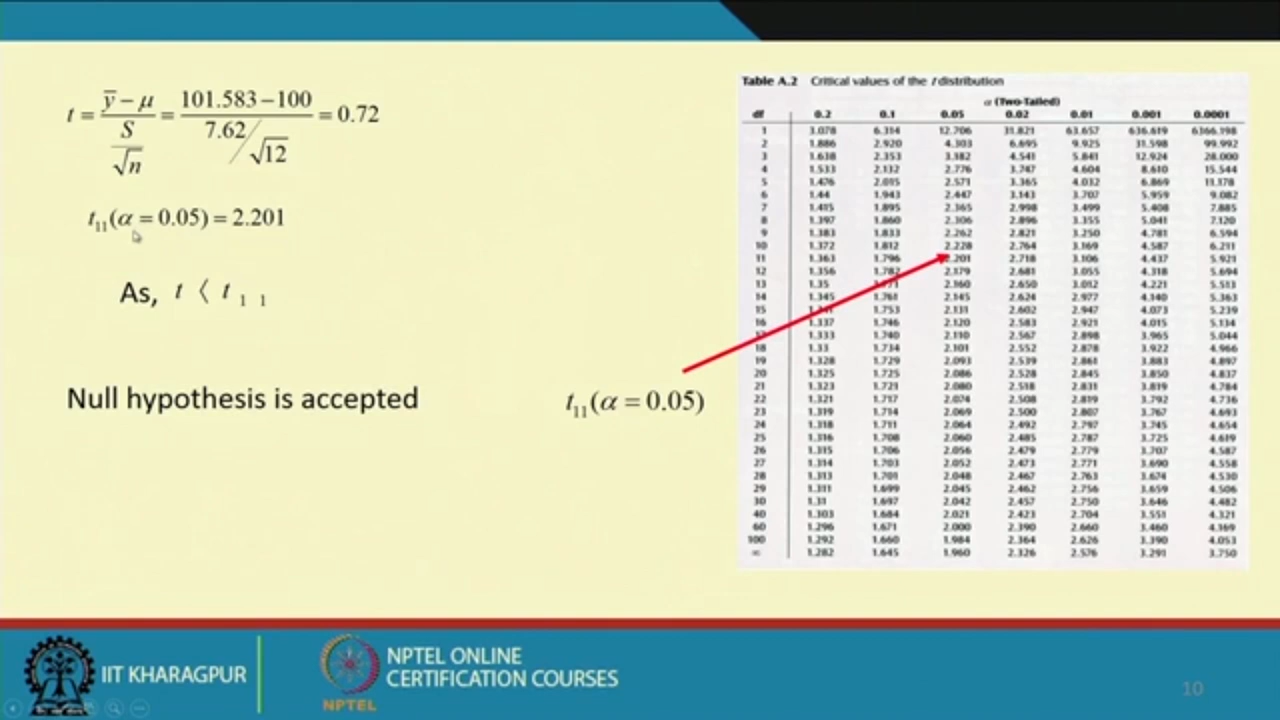 t = (ȳ − μ) / (S / √n) = (101.583 − 100) / (7.62 / √12) = 0.72
t₁₁(α = 0.05) = 2.201
As, t ⟨ t ₁ ₁
Null hypothesis is accepted
t₁₁(α = 0.05)
Table A.2 Critical values of the t distribution
α (Two-Tailed)
df 0.2 0.1 0.05 0.02 0.01 0.001 0.0001
1 3.078 6.314 12.706 31.821 63.657 636.619 6366.198
2 1.886 2.920 4.303 6.695 9.925 31.598 99.992
3 1.638 2.353 3.382 4.541 5.841 12.924 28.000
4 1.533 2.132 2.776 3.747 4.604 8.610 15.544
5 1.476 2.015 2.571 3.365 4.032 6.869 11.178
6 1.44 1.943 2.447 3.143 3.707 5.959 9.082
7 1.415 1.895 2.365 2.998 3.499 5.408 7.885
8 1.397 1.860 2.306 2.896 3.355 5.041 7.120
9 1.383 1.833 2.262 2.821 3.250 4.781 6.594
10 1.372 1.812 2.228 2.764 3.169 4.587 6.211
11 1.363 1.796 2.201 2.718 3.106 4.437 5.921
12 1.356 1.782 2.179 2.681 3.055 4.318 5.694
13 1.35 2.160 2.650 3.012 4.221 5.513
14 1.345 1.761 2.145 2.624 2.977 4.140 5.363
15 1.753 2.131 2.602 2.947 4.073 5.239
16 1.337 1.746 2.120 2.583 2.921 4.015 5.134
1.333 1.740 2.110 2.567 2.898 3.965 5.044
18 1.33 1.734 2.101 2.552 2.878 3.922 4.966
19 1.328 1.729 2.093 2.539 2.861 3.883 4.897
20 1.325 1.725 2.086 2.528 2.845 3.850 4.837
21 1.323 1.721 2.080 2.518 2.831 3.819 4.784
22 1.321 1.717 2.074 2.508 2.819 3.792 4.736
23 1.319 1.714 2.069 2.500 2.807 3.767 4.693
24 1.318 1.711 2.064 2.492 2.797 3.745 4.654
25 1.316 1.708 2.060 2.485 2.787 3.725 4.619
26 1.315 1.706 2.056 2.479 2.779 3.707 4.587
27 1.314 1.703 2.052 2.473 2.771 3.690 4.558
28 1.313 1.701 2.048 2.467 2.763 3.674 4.530
29 1.311 1.699 2.045 2.462 2.756 3.659 4.506
30 1.31 1.697 2.042 2.457 2.750 3.646 4.482
40 1.303 1.684 2.021 2.423 2.704 3.551 4.321
60 1.296 1.671 2.000 2.390 2.660 3.460 4.169
100 1.292 1.660 1.984 2.364 2.626 3.390 4.053
∞ 1.282 1.645 1.960 2.326 2.576 3.291 3.750
IIT KHARAGPUR
NPTEL
NPTEL ONLINE
CERTIFICATION COURSES
10